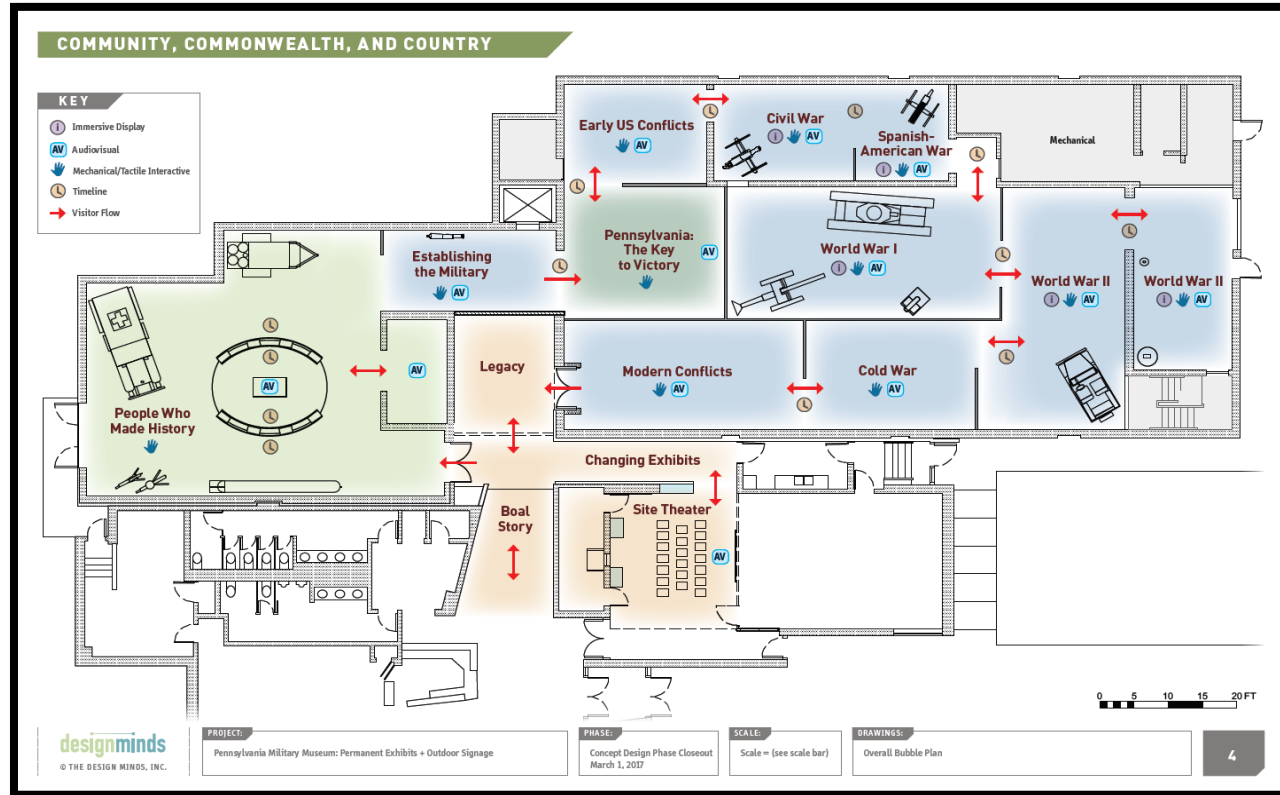 COMMUNITY, COMMONWEALTH, AND COUNTRY
KEY
i Immersive Display
AV Audiovisual
Mechanical/Tactile Interactive
Timeline
Visitor Flow
Early US Conflicts
AV
Civil War
i AV
Spanish-
American War
i AV
Mechanical
Establishing
the Military
AV
Pennsylvania:
The Key
to Victory
AV
World War I
i AV
World War II
i AV
World War II
i AV
AV
People Who
Made History
AV
Legacy
Modern Conflicts
AV
Cold War
AV
Changing Exhibits
Boal
Story
Site Theater
AV
0 5 10 15 20 FT
designminds
© THE DESIGN MINDS, INC.
PROJECT:
Pennsylvania Military Museum: Permanent Exhibits + Outdoor Signage
PHASE:
Concept Design Phase Closeout
March 1, 2017
SCALE:
Scale = (see scale bar)
DRAWINGS:
Overall Bubble Plan
4